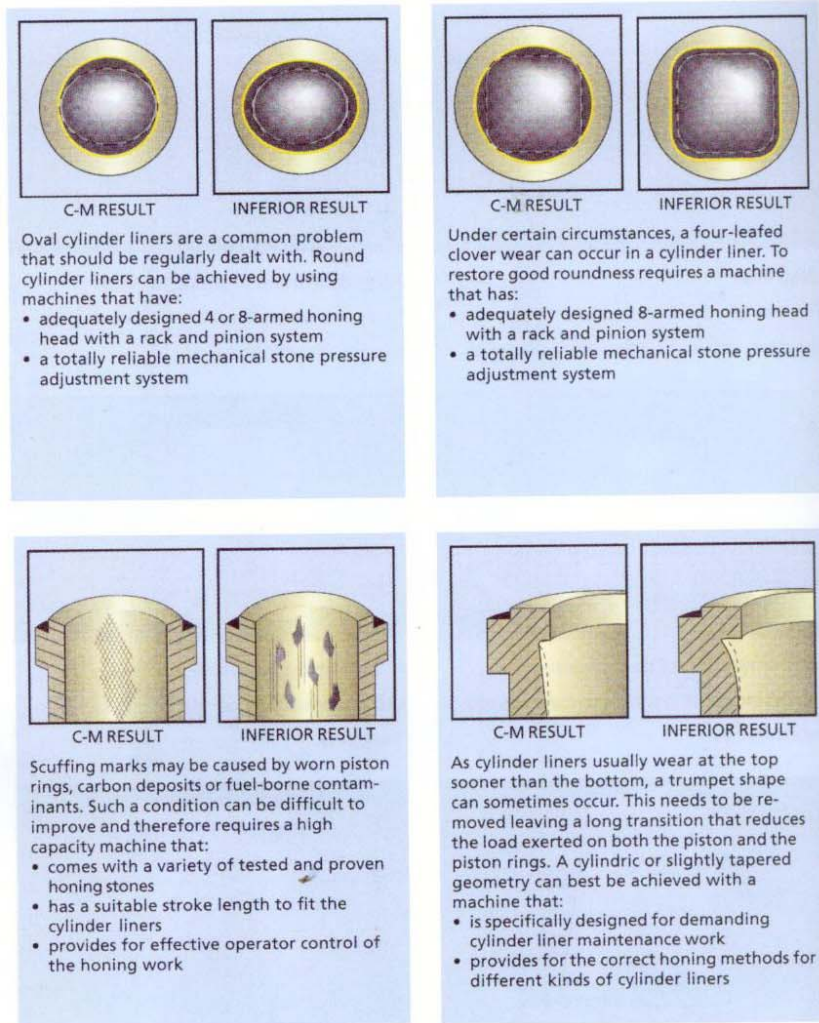 C-M RESULT
INFERIOR RESULT
Oval cylinder liners are a common problem
that should be regularly dealt with. Round
cylinder liners can be achieved by using
machines that have:
• adequately designed 4 or 8-armed honing
head with a rack and pinion system
• a totally reliable mechanical stone pressure
adjustment system
C-M RESULT
INFERIOR RESULT
Under certain circumstances, a four-leafed
clover wear can occur in a cylinder liner. To
restore good roundness requires a machine
that has:
• adequately designed 8-armed honing head
with a rack and pinion system
• a totally reliable mechanical stone pressure
adjustment system
C-M RESULT
INFERIOR RESULT
Scuffing marks may be caused by worn piston
rings, carbon deposits or fuel-borne contam-
inants. Such a condition can be difficult to
improve and therefore requires a high
capacity machine that:
• comes with a variety of tested and proven
honing stones
• has a suitable stroke length to fit the
cylinder liners
• provides for effective operator control of
the honing work
C-M RESULT
INFERIOR RESULT
As cylinder liners usually wear at the top
sooner than the bottom, a trumpet shape
can sometimes occur. This needs to be re-
moved leaving a long transition that reduces
the load exerted on both the piston and the
piston rings. A cylindric or slightly tapered
geometry can best be achieved with a
machine that:
• is specifically designed for demanding
cylinder liner maintenance work
• provides for the correct honing methods for
different kinds of cylinder liners